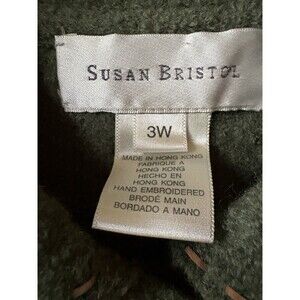 SUSAN BRISTOL
3W
MADE IN HONG KONG
FABRIQUE A
HONG KONG
HECHO EN
HONG KONG
HAND EMBROIDERED
BRODÉ MAIN
BORDADO A MANO